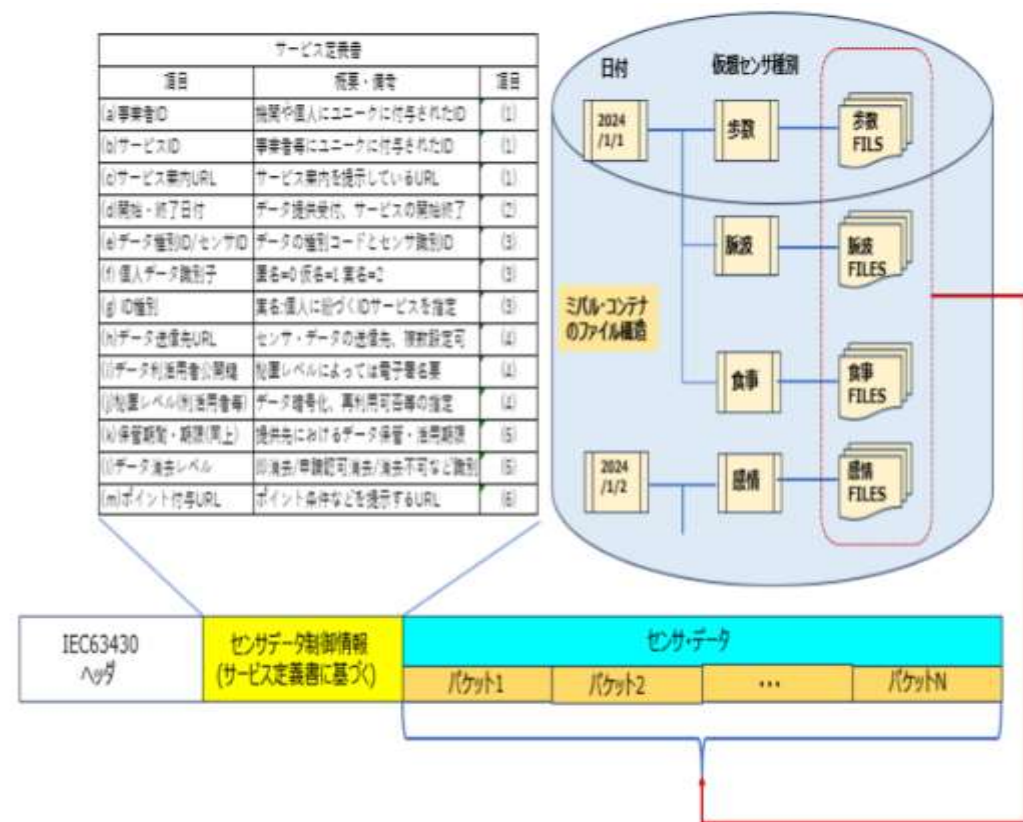 サービス定義書
項目 概要・備考 項目
(a)事業者ID 機関や個人にユニークに付与されたID (1)
(b)サービスID 事業者毎にユニークに付与されたID (1)
(c)サービス案内URL サービス案内を提示しているURL (1)
(d)開始・終了日付 データ提供受付、サービスの開始終了 (2)
(e)データ種別ID/センサID データの種別コードとセンサ識別ID (3)
(f)個人データ識別子 匿名=0 仮名=1 実名=2 (3)
(g) ID種別 実名:個人に紐づくIDサービスを指定 (3)
(h)データ送信先URL センサ・データの送信先、複数設定可 (4)
(i)データ利活用者公開鍵 秘匿レベルによっては電子署名要 (4)
(j)秘匿レベル(利活用者毎) データ暗号化、再利用可否等の指定 (4)
(k)保管期間・期限(同上) 提供先におけるデータ保管・活用期限 (5)
(l)データ消去レベル 即消去/申請認可消去/消去不可など識別 (5)
(m)ポイント付与URL ポイント条件などを提示するURL (6)
日付 仮想センサ種別
2024
/1/1
歩数
歩数
FILS
脈波
脈波
FILES
ミバル・コンテナ
のファイル構造
食事
食事
FILES
2024
/1/2
感情
感情
FILES
IEC63430
ヘッダ
センサデータ制御情報
(サービス定義書に基づく)
センサ・データ
パケット1 パケット2 ・・・ パケットN